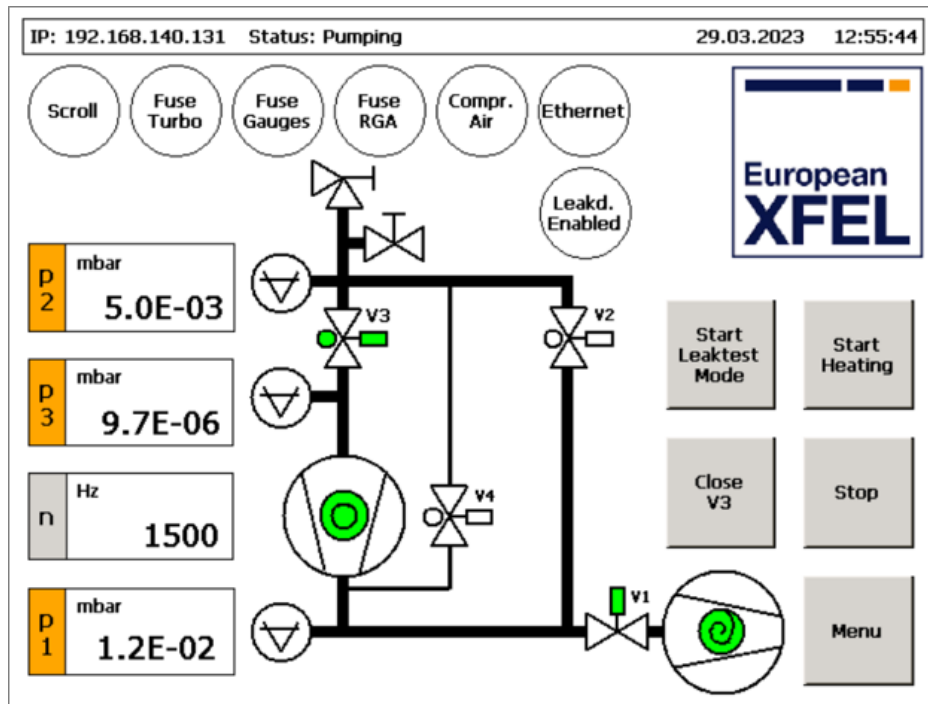 IP: 192.168.140.131 Status: Pumping 29.03.2023 12:55:44
Scroll
Fuse
Turbo
Fuse
Gauges
Fuse
RGA
Compr.
Air
Ethernet
Leakd.
Enabled
European
XFEL
p
2
mbar
5.0E-03
V3
V2
Start
Leaktest
Mode
Start
Heating
p
3
mbar
9.7E-06
n
Hz
1500
V4
Close
V3
Stop
p
1
mbar
1.2E-02
V1
Menu